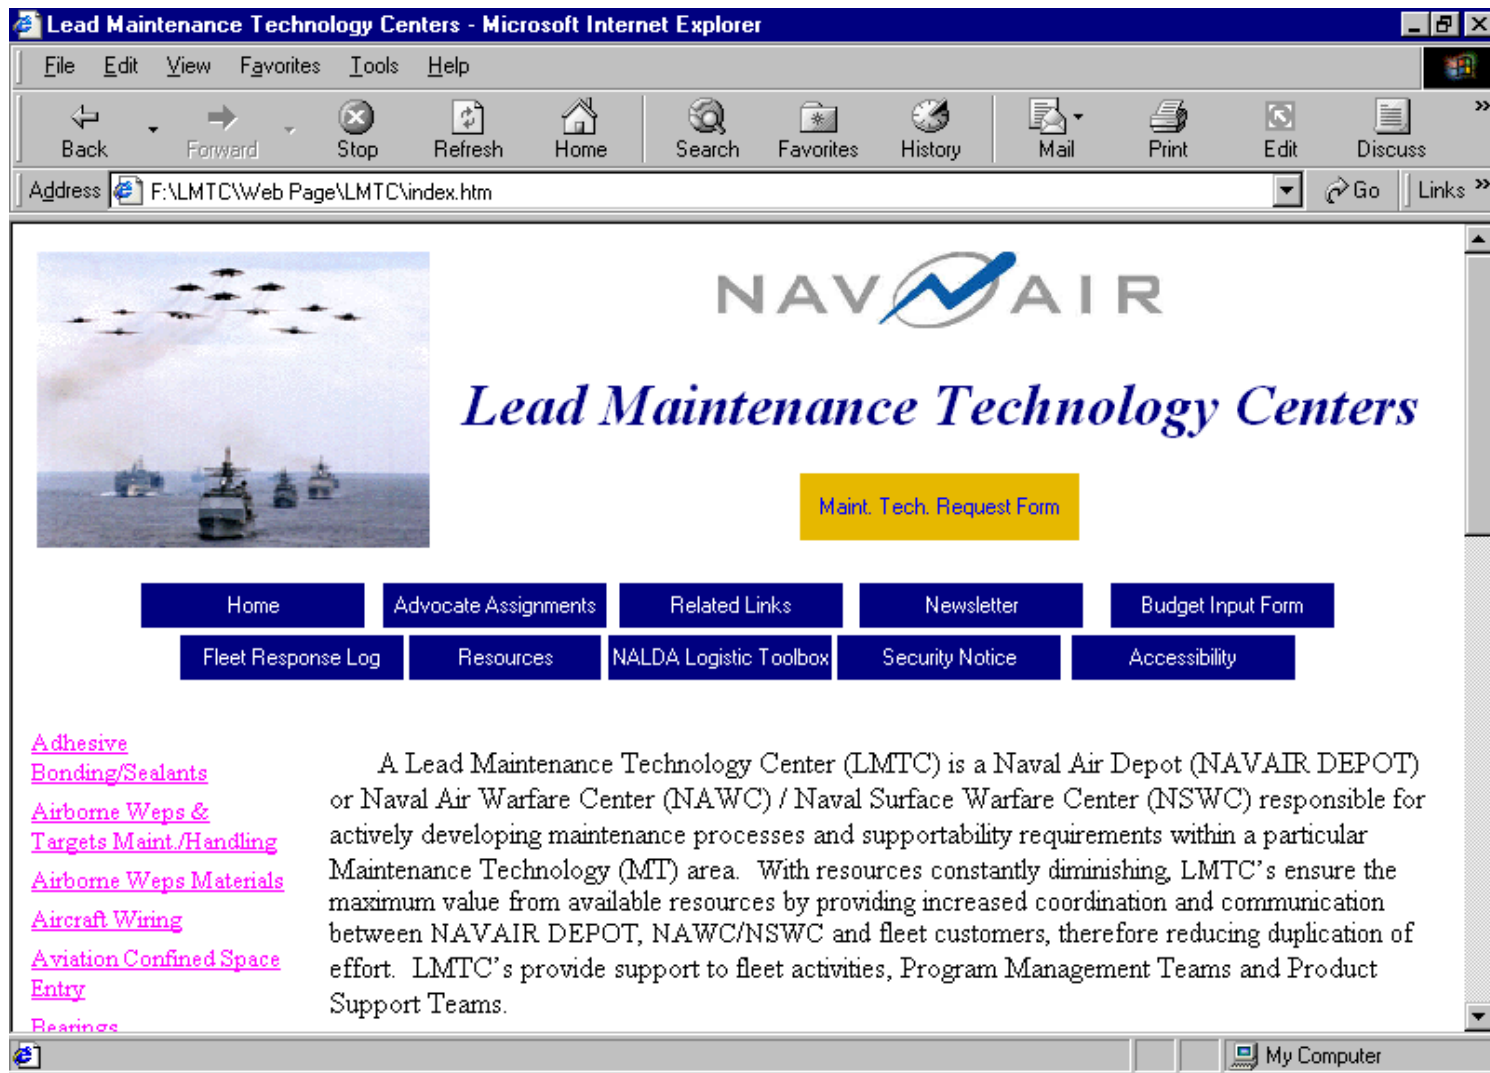 Lead Maintenance Technology Centers - Microsoft Internet Explorer
File Edit View Favorites Tools Help
Back Forward Stop Refresh Home Search Favorites History Mail Print Edit Discuss »
Address F:\LMTC\Web Page\LMTC\index.htm Go Links »
NAV AIR
Lead Maintenance Technology Centers
Maint. Tech. Request Form
Home Advocate Assignments Related Links Newsletter Budget Input Form
Fleet Response Log Resources NALDA Logistic Toolbox Security Notice Accessibility
Adhesive
Bonding/Sealants
Airborne Weps &
Targets Maint./Handling
Airborne Weps Materials
Aircraft Wiring
Aviation Confined Space
Entry
Bearings
A Lead Maintenance Technology Center (LMTC) is a Naval Air Depot (NAVAIR DEPOT)
or Naval Air Warfare Center (NAWC) / Naval Surface Warfare Center (NSWC) responsible for
actively developing maintenance processes and supportability requirements within a particular
Maintenance Technology (MT) area.  With resources constantly diminishing, LMTC's ensure the
maximum value from available resources by providing increased coordination and communication
between NAVAIR DEPOT, NAWC/NSWC and fleet customers, therefore reducing duplication of
effort.  LMTC's provide support to fleet activities, Program Management Teams and Product
Support Teams.
My Computer